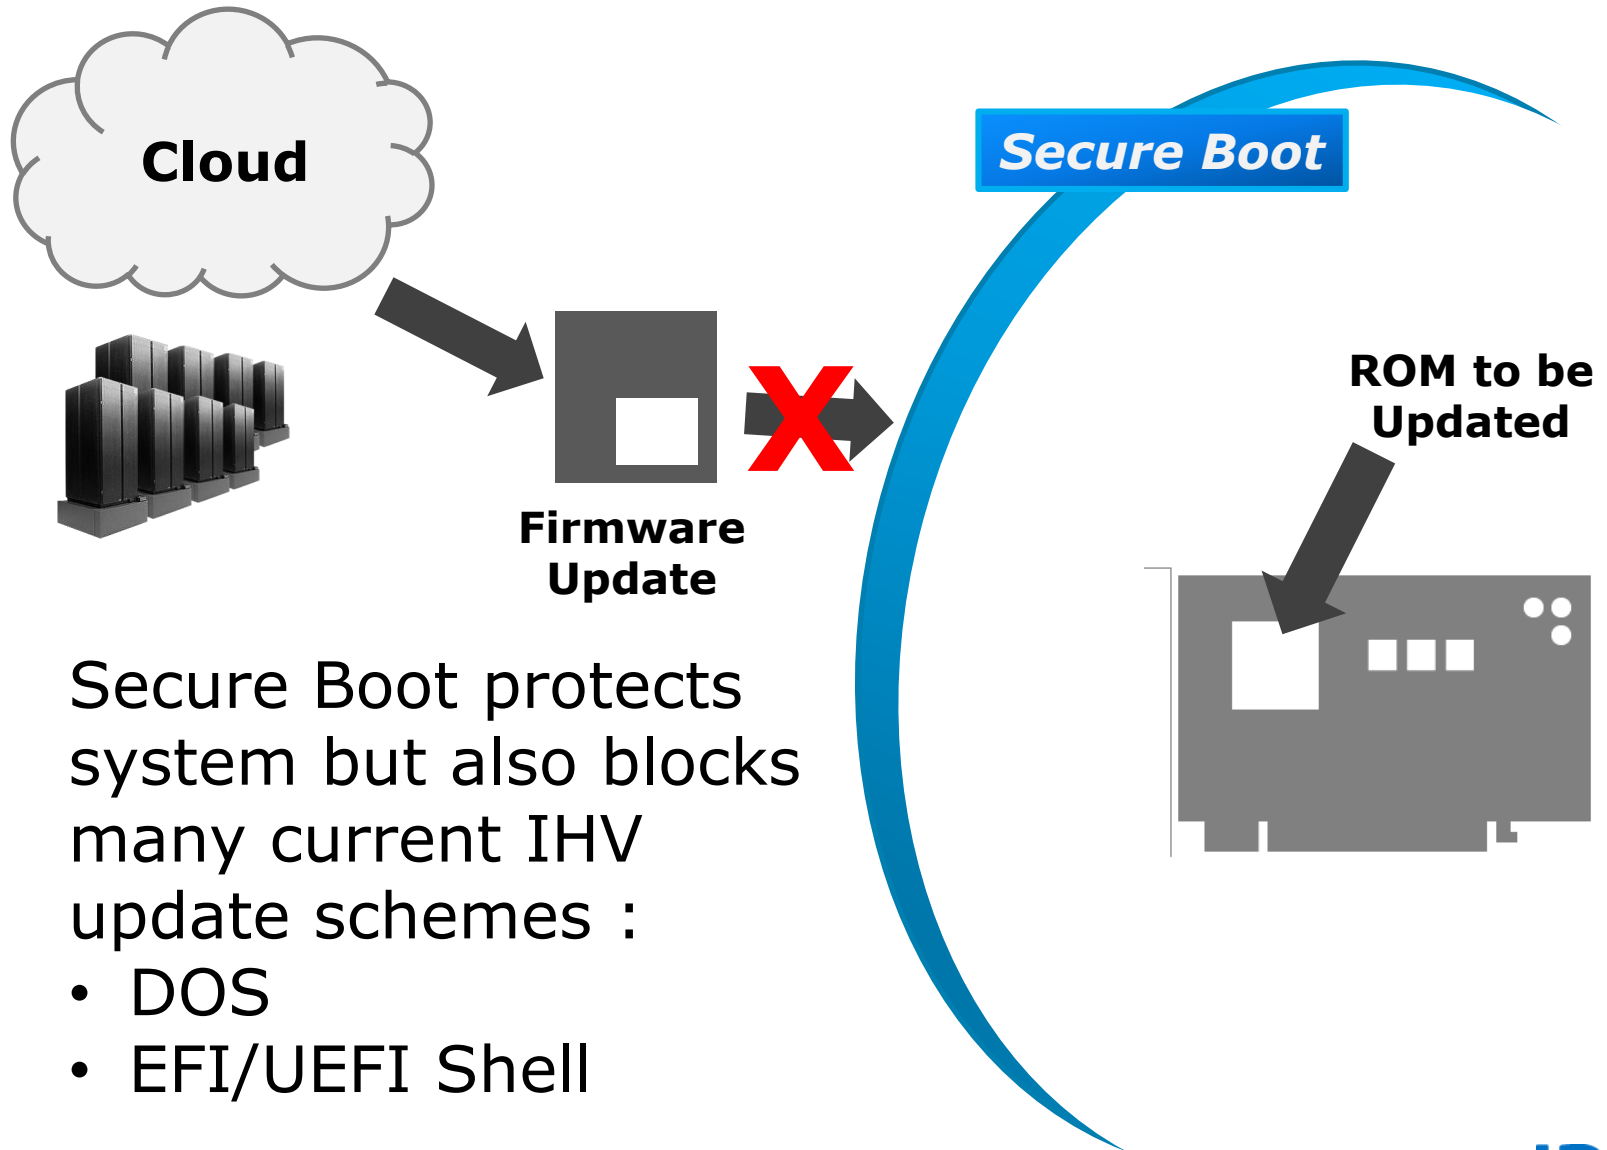 Cloud
Secure Boot
ROM to be
Updated
Firmware
Update
Secure Boot protects
system but also blocks
many current IHV
update schemes :
• DOS
• EFI/UEFI Shell